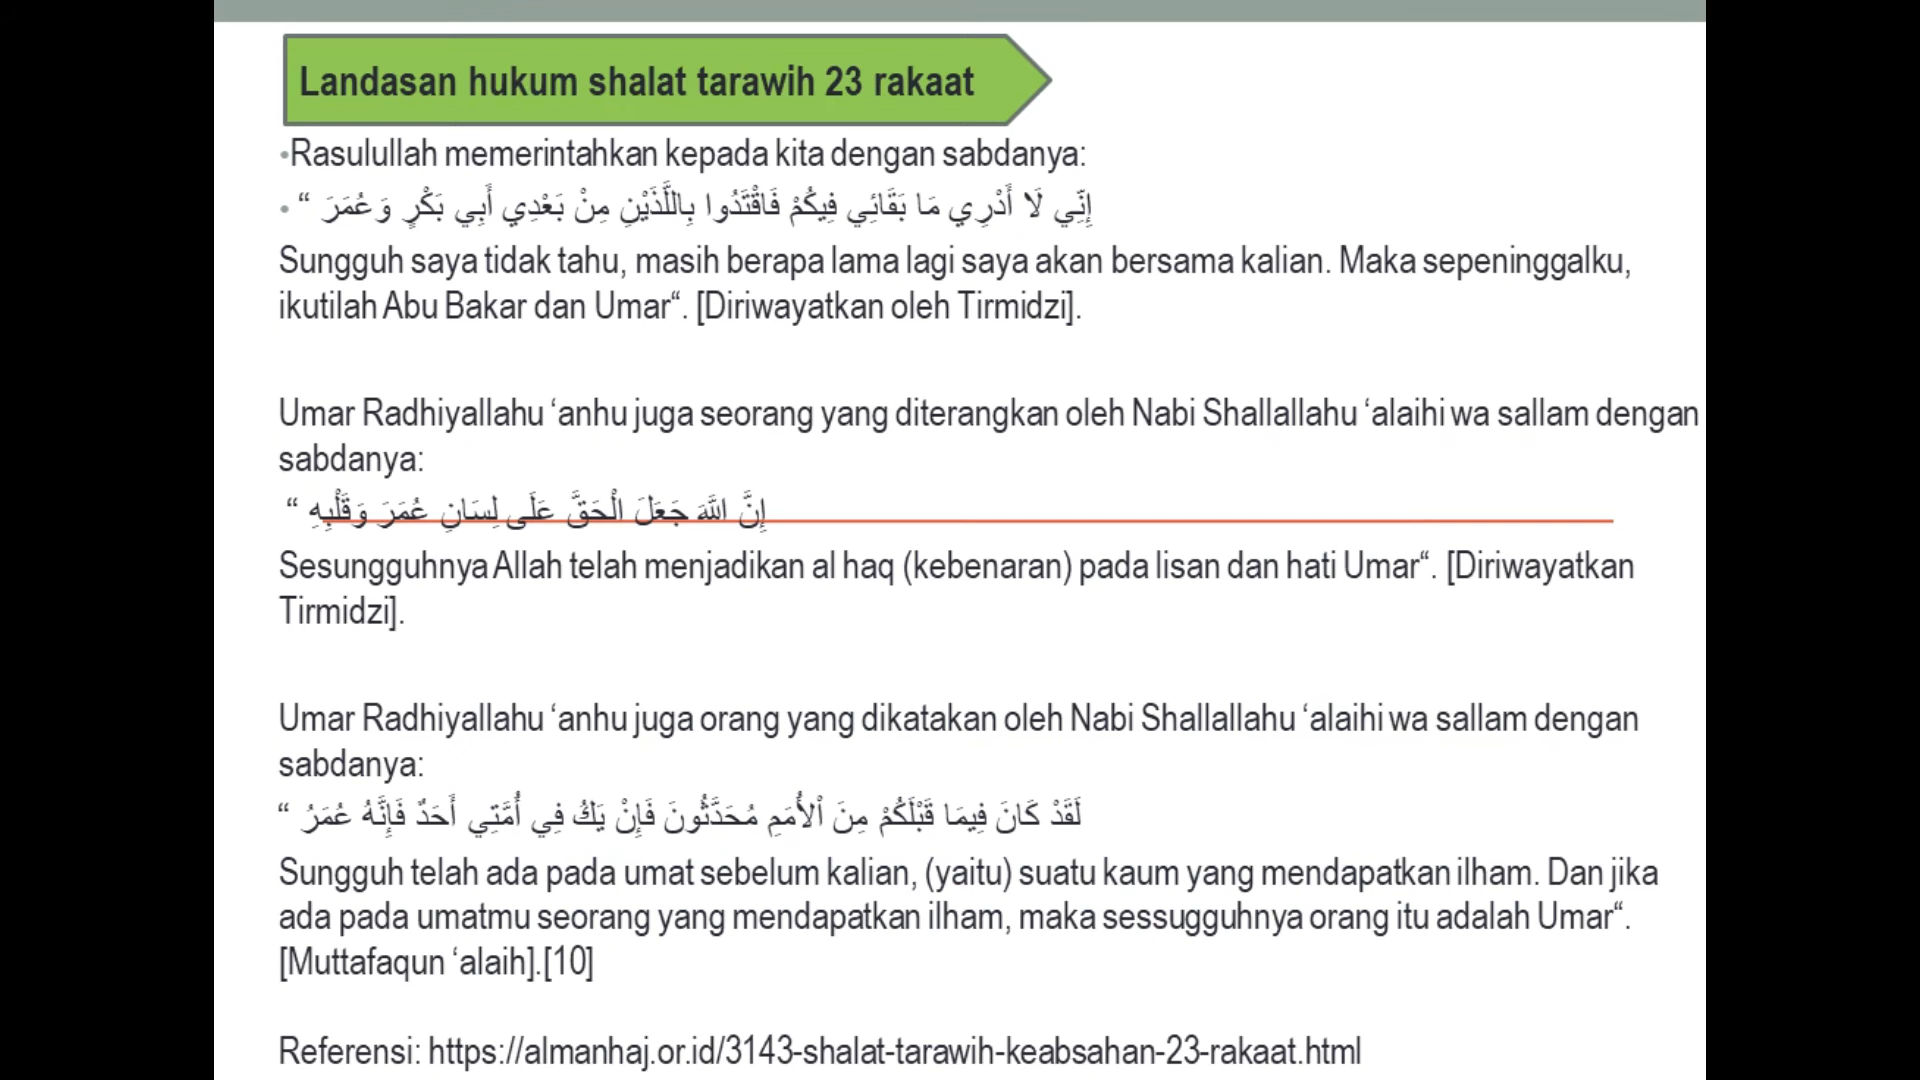 Landasan hukum shalat tarawih 23 rakaat
•Rasulullah memerintahkan kepada kita dengan sabdanya:
• “ إِنِّي لَا أَدْرِي مَا بَقَائِي فِيكُمْ فَاقْتَدُوا بِاللَّذَيْنِ مِنْ بَعْدِي أَبِي بَكْرٍ وَعُمَرَ
Sungguh saya tidak tahu, masih berapa lama lagi saya akan bersama kalian. Maka sepeninggalku,
ikutilah Abu Bakar dan Umar“. [Diriwayatkan oleh Tirmidzi].
Umar Radhiyallahu ‘anhu juga seorang yang diterangkan oleh Nabi Shallallahu ‘alaihi wa sallam dengan
sabdanya:
“ إِنَّ اللَّهَ جَعَلَ الْحَقَّ عَلَى لِسَانِ عُمَرَ وَقَلْبِهِ
Sesungguhnya Allah telah menjadikan al haq (kebenaran) pada lisan dan hati Umar“. [Diriwayatkan
Tirmidzi].
Umar Radhiyallahu ‘anhu juga orang yang dikatakan oleh Nabi Shallallahu ‘alaihi wa sallam dengan
sabdanya:
“ لَقَدْ كَانَ فِيمَا قَبْلَكُمْ مِنَ الْأُمَمِ مُحَدَّثُونَ فَإِنْ يَكُ فِي أُمَّتِي أَحَدٌ فَإِنَّهُ عُمَرُ
Sungguh telah ada pada umat sebelum kalian, (yaitu) suatu kaum yang mendapatkan ilham. Dan jika
ada pada umatmu seorang yang mendapatkan ilham, maka sessugguhnya orang itu adalah Umar“.
[Muttafaqun ‘alaih].[10]
Referensi: https://almanhaj.or.id/3143-shalat-tarawih-keabsahan-23-rakaat.html